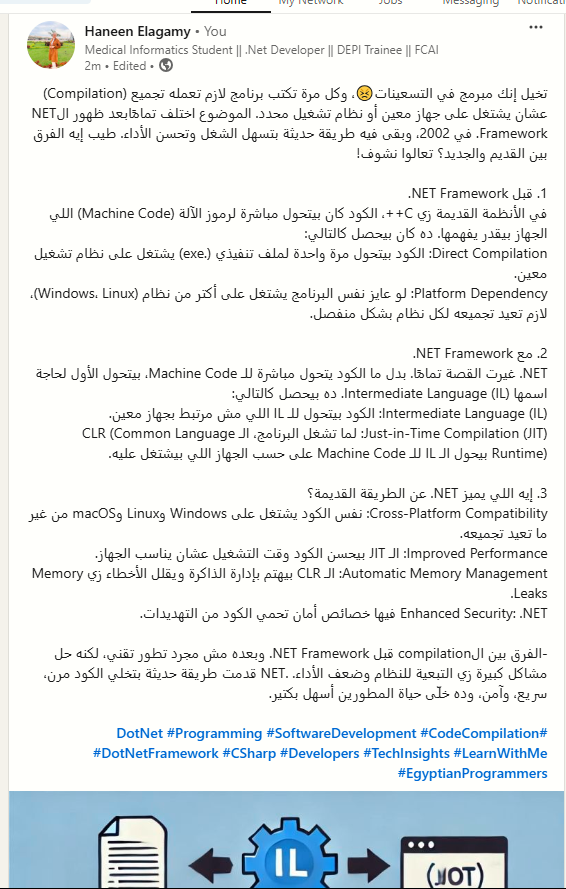 Home
My Network
Jobs
Messaging
Notificati
Haneen Elagamy • You
Medical Informatics Student || .Net Developer || DEPI Trainee || FCAI
2m • Edited •
تخيل إنك مبرمج في التسعينات😣، وكل مرة تكتب برنامج لازم تعمله تجميع (Compilation)
عشان يشتغل على جهاز معين أو نظام تشغيل محدد. الموضوع اختلف تمامًابعد ظهور الNET
Framework. في 2002، وبقى فيه طريقة حديثة بتسهل الشغل وتحسن الأداء. طيب إيه الفرق
بين القديم والجديد؟ تعالوا نشوف!
1. قبل NET Framework.
في الأنظمة القديمة زي C++، الكود كان بيتحول مباشرة لرموز الآلة (Machine Code) اللي
الجهاز بيقدر يفهمها. ده كان بيحصل كالتالي:
Direct Compilation: الكود بيتحول مرة واحدة لملف تنفيذي (.exe) يشتغل على نظام تشغيل
معين.
Platform Dependency: لو عايز نفس البرنامج يشتغل على أكتر من نظام (Windows، Linux)،
لازم تعيد تجميعه لكل نظام بشكل منفصل.
2. مع NET Framework.
NET. غيرت القصة تمامًا. بدل ما الكود يتحول مباشرة للـ Machine Code، بيتحول الأول لحاجة
اسمها Intermediate Language (IL). ده بيحصل كالتالي:
Intermediate Language (IL): الكود بيتحول للـ IL اللي مش مرتبط بجهاز معين.
Just-in-Time Compilation (JIT): لما تشغل البرنامج، الـ CLR (Common Language
Runtime) بيحول الـ IL للـ Machine Code على حسب الجهاز اللي بيشتغل عليه.
3. إيه اللي يميز NET. عن الطريقة القديمة؟
Cross-Platform Compatibility: نفس الكود يشتغل على Windows وLinux وmacOS من غير
ما تعيد تجميعه.
Improved Performance: الـ JIT بيحسن الكود وقت التشغيل عشان يناسب الجهاز.
Automatic Memory Management: الـ CLR بيهتم بإدارة الذاكرة ويقلل الأخطاء زي Memory
Leaks.
Enhanced Security: .NET فيها خصائص أمان تحمي الكود من التهديدات.
-الفرق بين الcompilation قبل NET Framework. وبعده مش مجرد تطور تقني، لكنه حل
مشاكل كبيرة زي التبعية للنظام وضعف الأداء. .NET قدمت طريقة حديثة بتخلي الكود مرن،
سريع، وآمن، وده خلّى حياة المطورين أسهل بكتير.
DotNet #Programming #SoftwareDevelopment #CodeCompilation#
#DotNetFramework #CSharp #Developers #TechInsights #LearnWithMe
#EgyptianProgrammers
IL